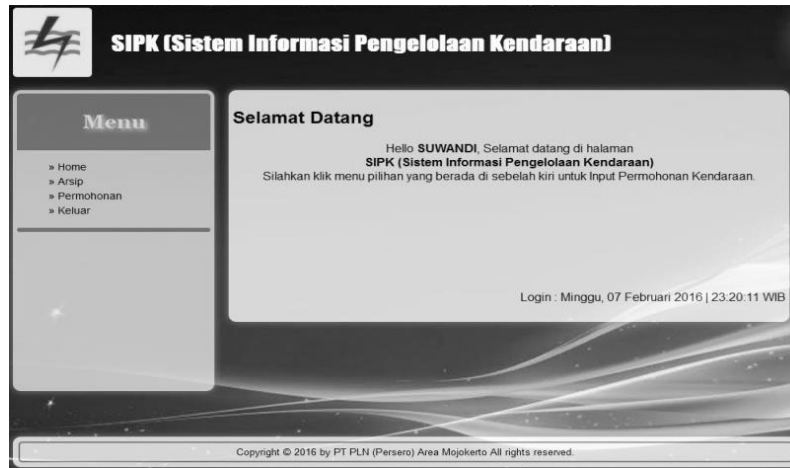 SIPK (Sistem Informasi Pengelolaan Kendaraan)
Menu
» Home
» Arsip
» Permohonan
» Keluar
Selamat Datang
Hello SUWANDI, Selamat datang di halaman
SIPK (Sistem Informasi Pengelolaan Kendaraan)
Silahkan klik menu pilihan yang berada di sebelah kiri untuk Input Permohonan Kendaraan.
Login : Minggu, 07 Februari 2016 | 23:20:11 WIB
Copyright © 2016 by PT PLN (Persero) Area Mojokerto All rights reserved.